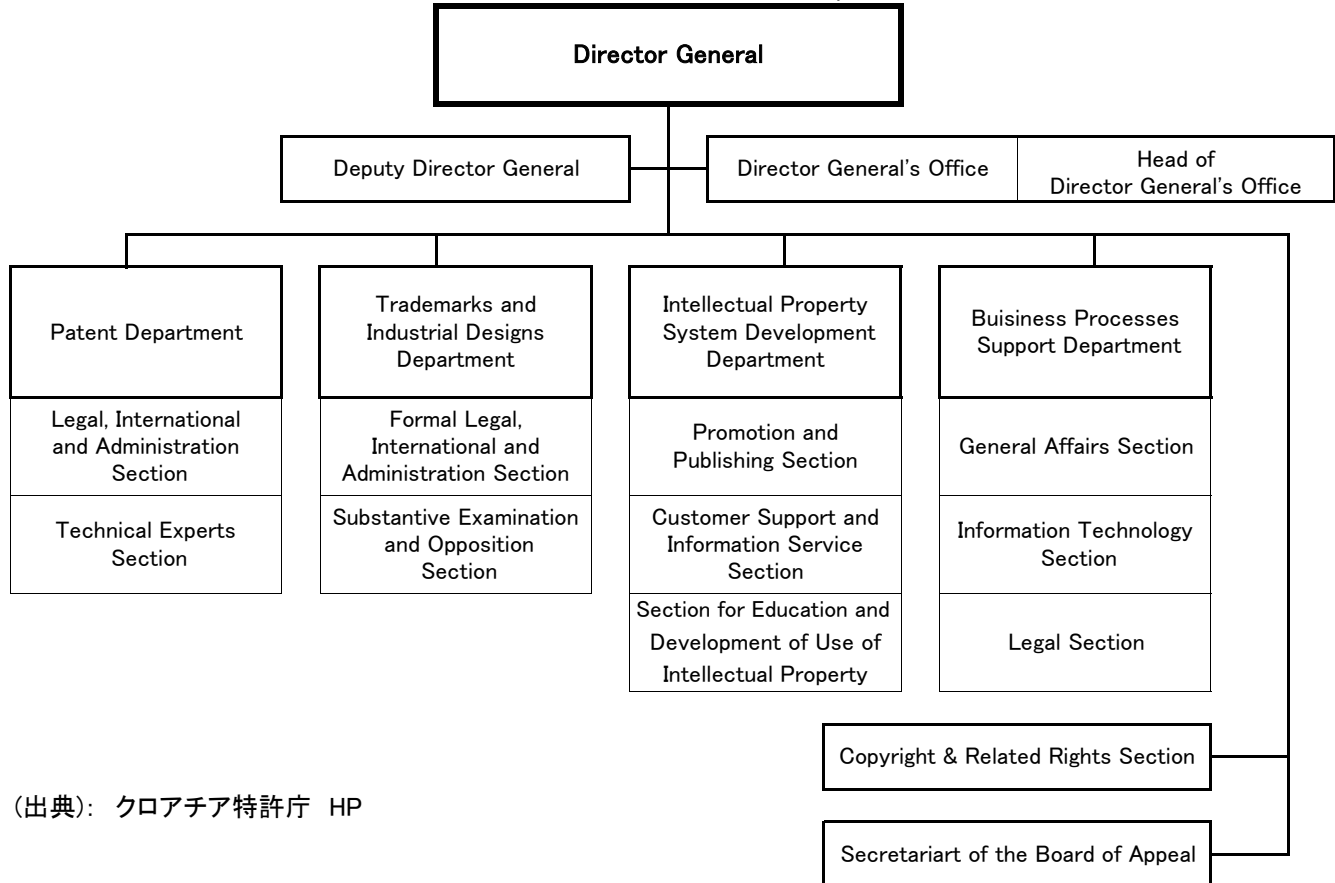 Director General
Deputy Director General
Director General's Office
Head of
Director General's Office
Patent Department
Legal, International
and Administration
Section
Technical Experts
Section
Trademarks and
Industrial Designs
Department
Formal Legal,
International and
Administration Section
Substantive Examination
and Opposition
Section
Intellectual Property
System Development
Department
Promotion and
Publishing Section
Customer Support and
Information Service
Section
Section for Education and
Development of Use of
Intellectual Property
Buisiness Processes
Support Department
General Affairs Section
Information Technology
Section
Legal Section
Copyright & Related Rights Section
Secretariart of the Board of Appeal
(出典): クロアチア特許庁 HP